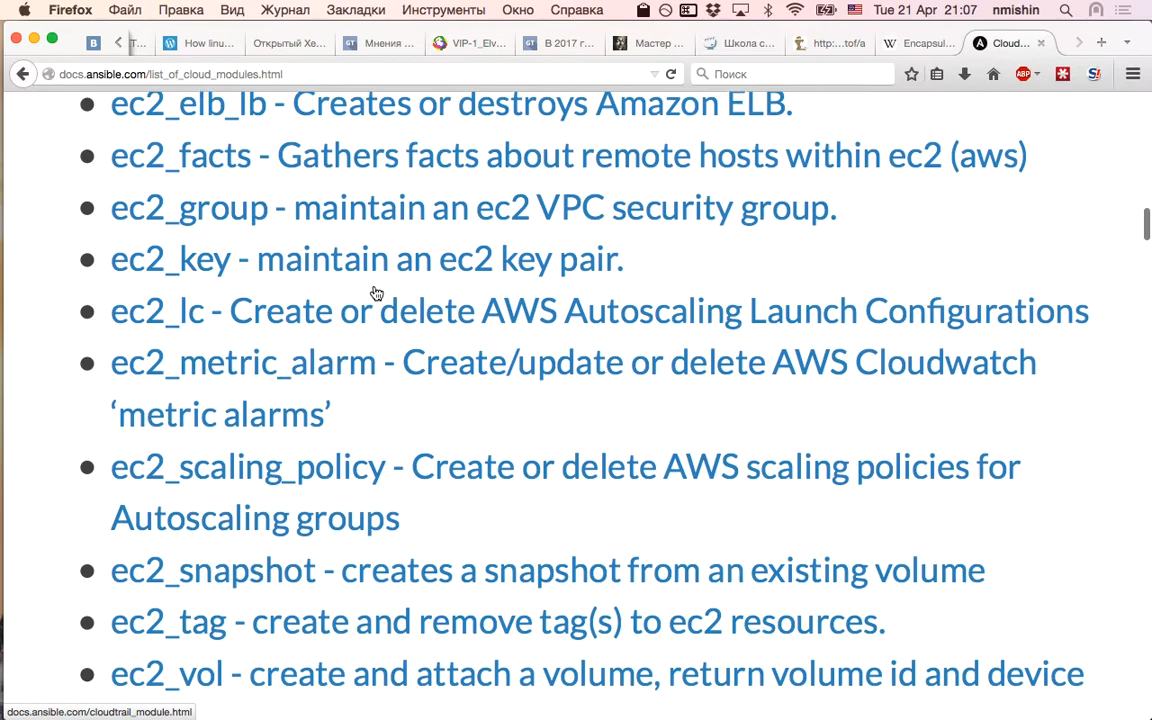 Firefox Файл Правка Вид Журнал Закладки Инструменты Окно Справка Tue 21 Apr 21:07 nmishin
Т... How linu... Открытый Хе... Мнения ... VIP-1_Elv... В 2017 г... Мастер ... Школа с... http:...tof/a Encapsul... Cloud...
docs.ansible.com/list_of_cloud_modules.html Поиск
ec2_elb_lb - Creates or destroys Amazon ELB.
ec2_facts - Gathers facts about remote hosts within ec2 (aws)
ec2_group - maintain an ec2 VPC security group.
ec2_key - maintain an ec2 key pair.
ec2_lc - Create or delete AWS Autoscaling Launch Configurations
ec2_metric_alarm - Create/update or delete AWS Cloudwatch
‘metric alarms’
ec2_scaling_policy - Create or delete AWS scaling policies for
Autoscaling groups
ec2_snapshot - creates a snapshot from an existing volume
ec2_tag - create and remove tag(s) to ec2 resources.
ec2_vol - create and attach a volume, return volume id and device
docs.ansible.com/cloudtrail_module.html